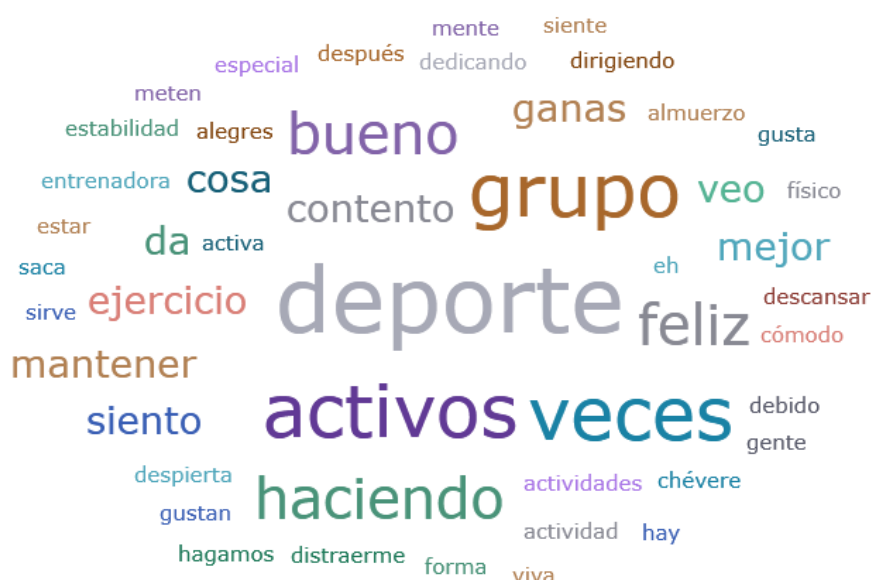 mente siente
especial después dedicando dirigiendo
meten ganas almuerzo
estabilidad alegres bueno gusta
entrenadora cosa contento grupo veo físico
estar da activa mejor
saca eh
sirve ejercicio deporte feliz descansar
cómodo
mantener
siento activos veces debido
gente
despierta haciendo actividades chévere
gustan actividad hay
hagamos distraerme forma viva